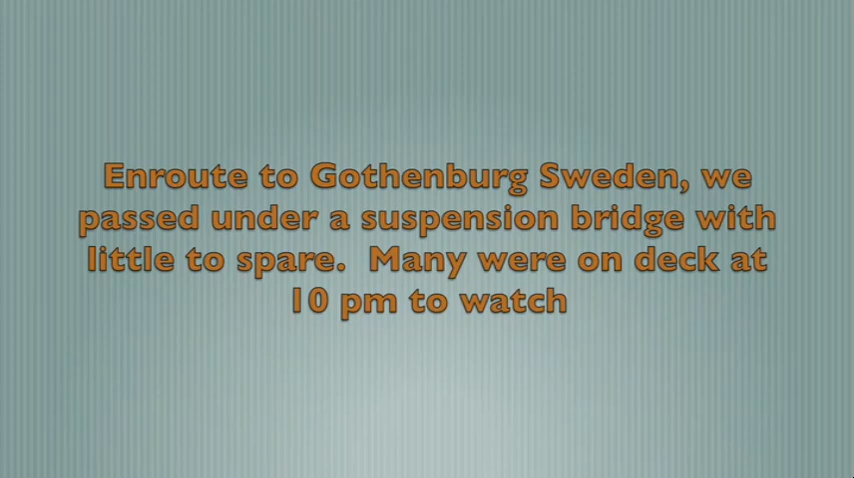 Enroute to Gothenburg Sweden, we
passed under a suspension bridge with
little to spare.  Many were on deck at
10 pm to watch